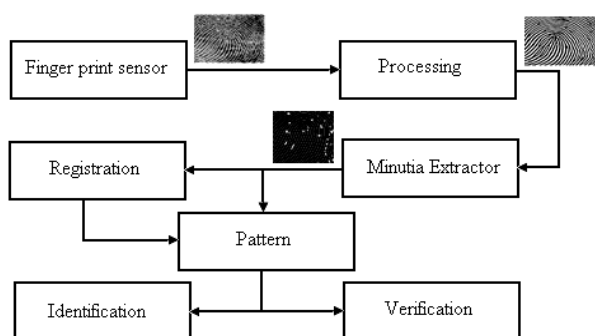 Finger print sensor
Processing
Registration
Minutia Extractor
Pattern
Identification
Verification